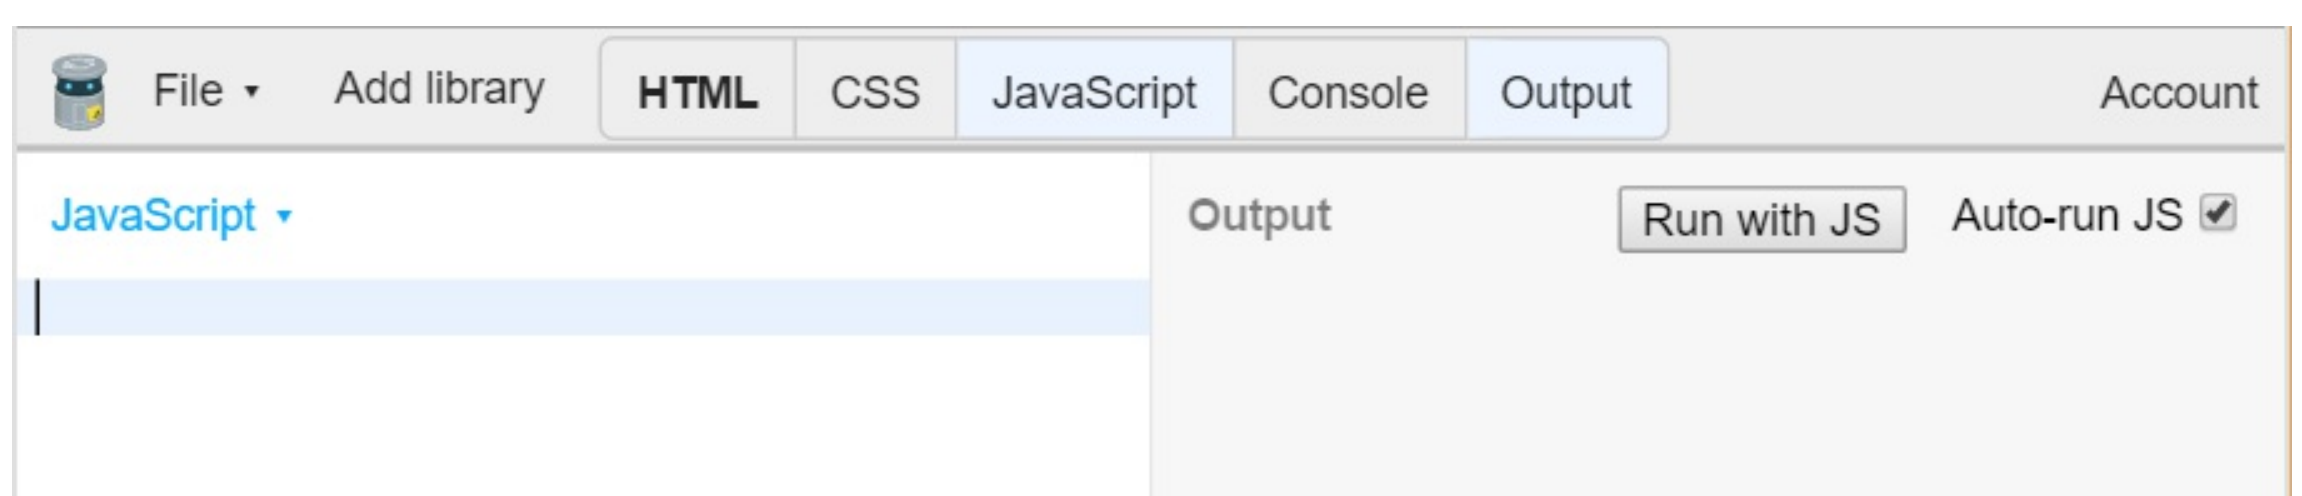 File Add library HTML CSS JavaScript Console Output Account
JavaScript Output Run with JS Auto-run JS